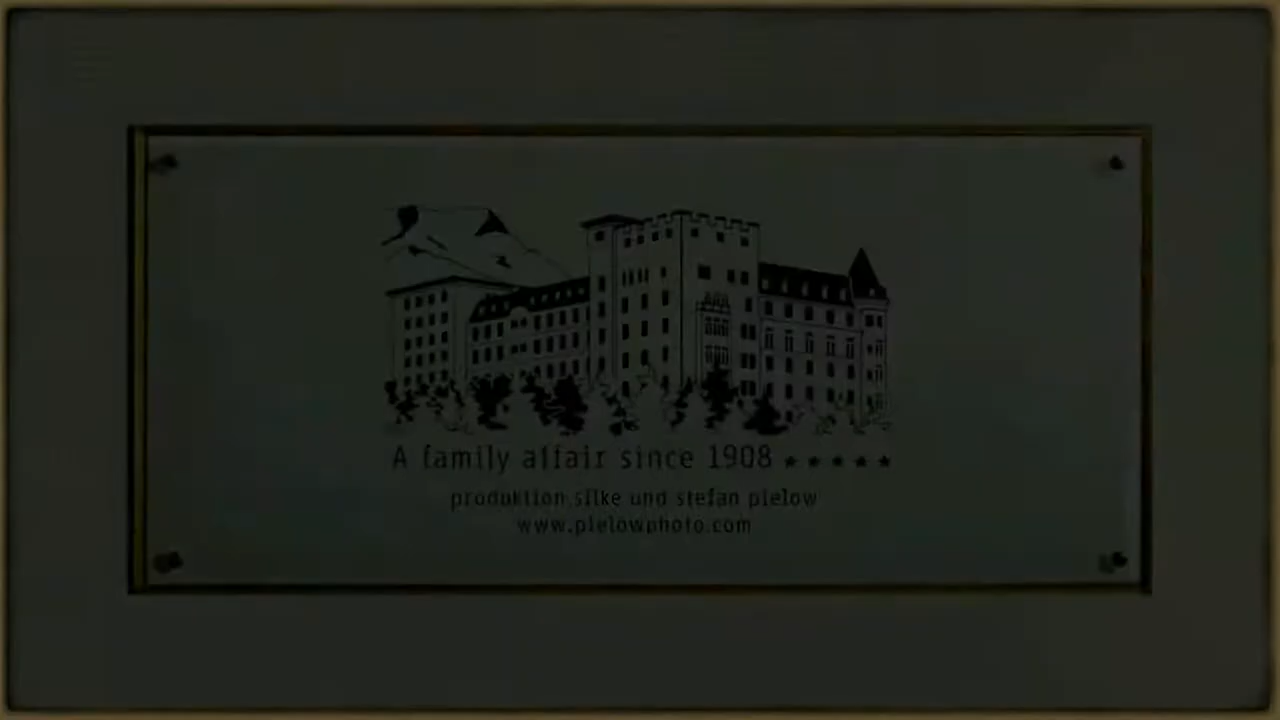 A family affair since 1908 ★★★★★
produktion silke und stefan pielow
www.pielowphoto.com